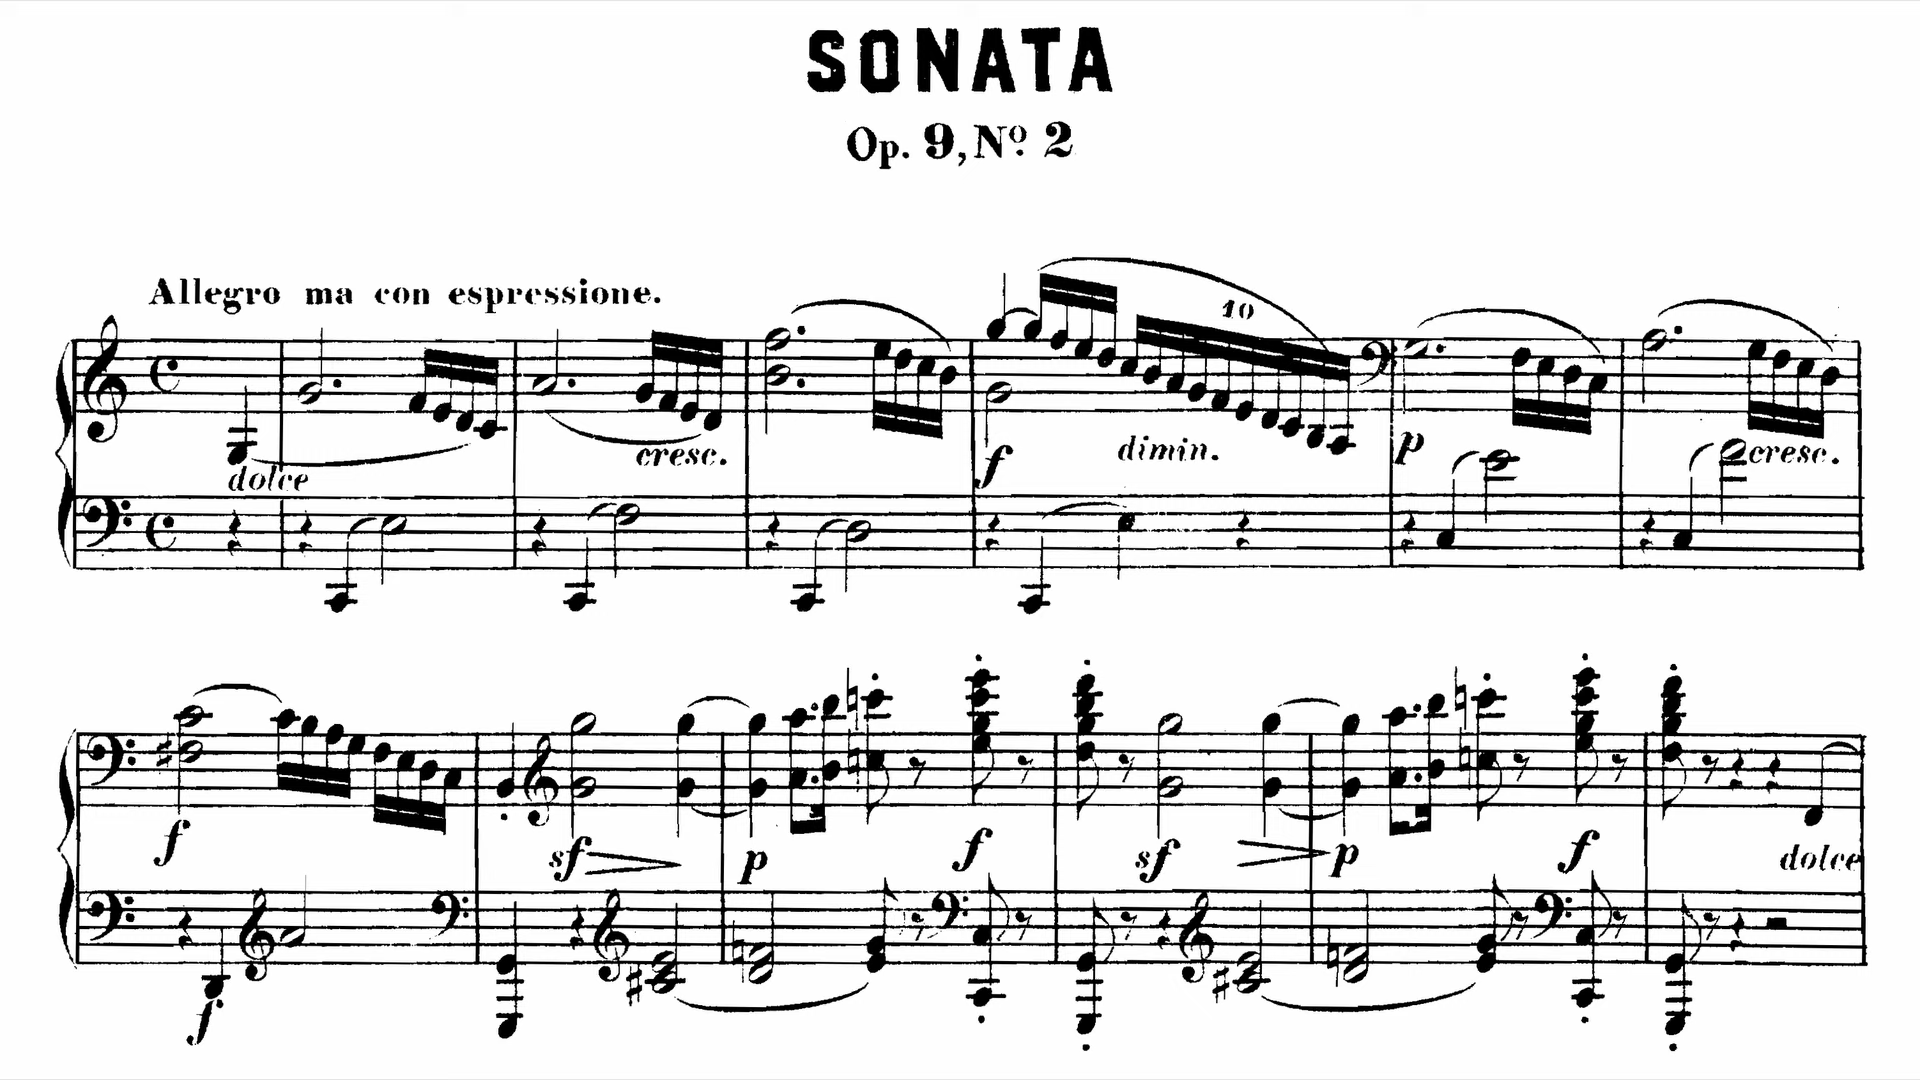 SONATA
Op. 9, Nº 2
Allegro ma con espressione.
10
dolce cresc. f dimin. p cresc.
f sf p f sf p f dolce
f